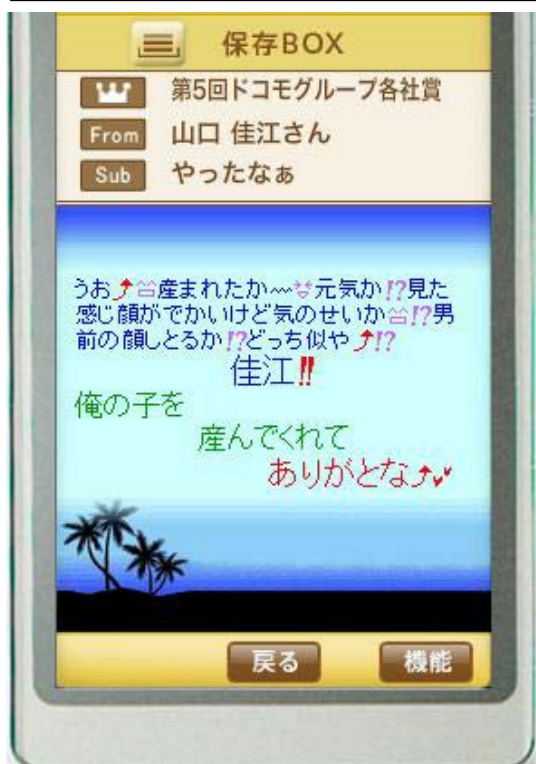 保存BOX
第5回ドコモグループ各社賞
From 山口 佳江さん
Sub やったなぁ
うお⤴産まれたか〰元気か!?見た
感じ顔がでかいけど気のせいか!?男
前の顔しとるか!?どっち似や⤴!?
佳江‼
俺の子を
産んでくれて
ありがとな⤴
戻る 機能